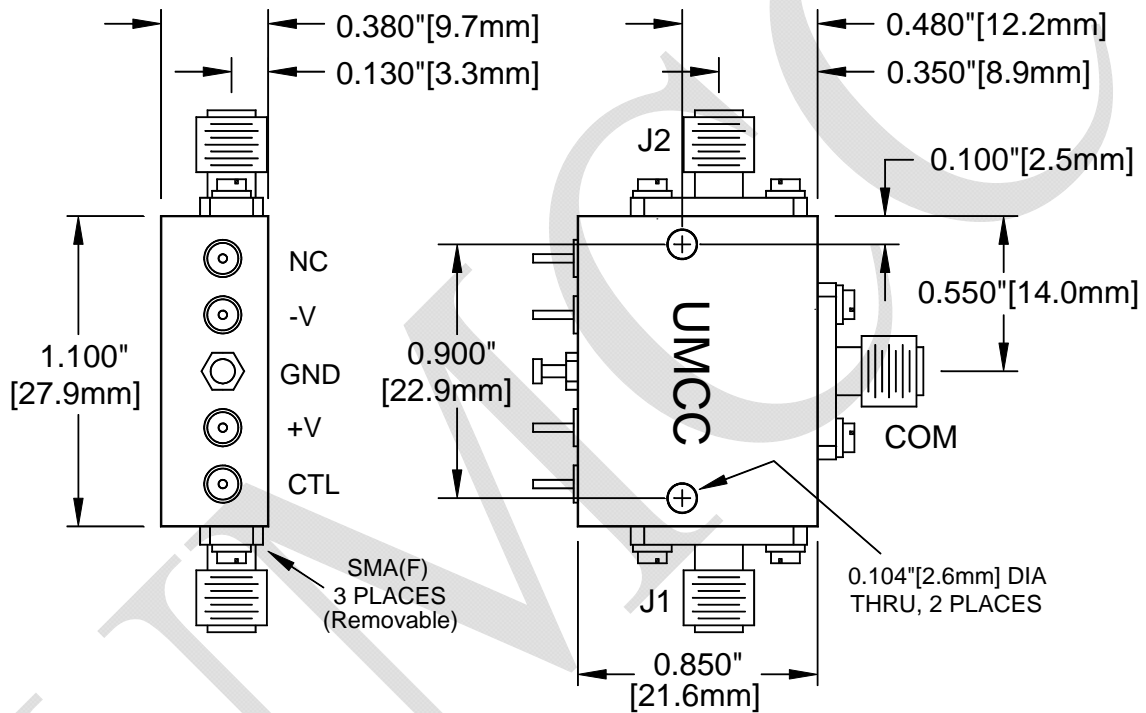 0.380"[9.7mm]
0.130"[3.3mm]
0.480"[12.2mm]
0.350"[8.9mm]
J2
0.100"[2.5mm]
NC
-V
GND
+V
CTL
1.100"
[27.9mm]
0.900"
[22.9mm]
UMCC
0.550"[14.0mm]
COM
SMA(F)
3 PLACES
(Removable)
J1
0.104"[2.6mm] DIA
THRU, 2 PLACES
0.850"
[21.6mm]
UMCC